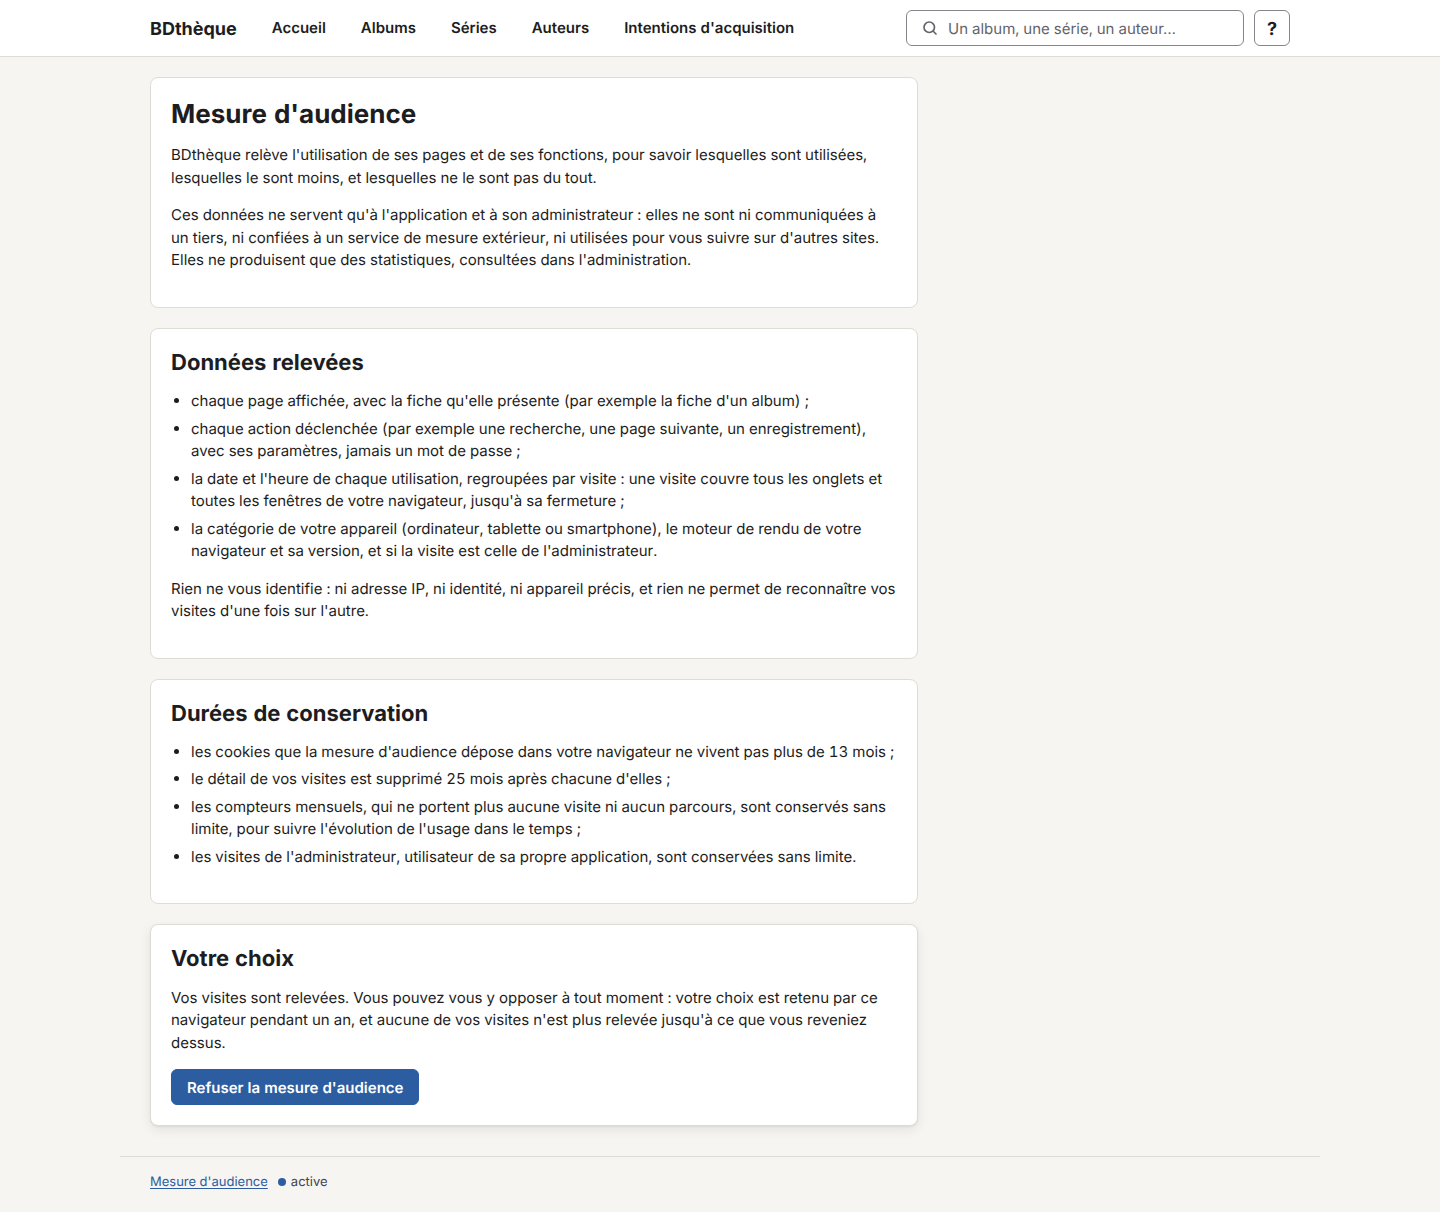 BDthèque
Accueil
Albums
Séries
Auteurs
Intentions d'acquisition
Un album, une série, un auteur...
?
Mesure d'audience
BDthèque relève l'utilisation de ses pages et de ses fonctions, pour savoir lesquelles sont utilisées,
lesquelles le sont moins, et lesquelles ne le sont pas du tout.
Ces données ne servent qu'à l'application et à son administrateur : elles ne sont ni communiquées à
un tiers, ni confiées à un service de mesure extérieur, ni utilisées pour vous suivre sur d'autres sites.
Elles ne produisent que des statistiques, consultées dans l'administration.
Données relevées
• chaque page affichée, avec la fiche qu'elle présente (par exemple la fiche d'un album) ;
• chaque action déclenchée (par exemple une recherche, une page suivante, un enregistrement),
avec ses paramètres, jamais un mot de passe ;
• la date et l'heure de chaque utilisation, regroupées par visite : une visite couvre tous les onglets et
toutes les fenêtres de votre navigateur, jusqu'à sa fermeture ;
• la catégorie de votre appareil (ordinateur, tablette ou smartphone), le moteur de rendu de votre
navigateur et sa version, et si la visite est celle de l'administrateur.
Rien ne vous identifie : ni adresse IP, ni identité, ni appareil précis, et rien ne permet de reconnaître vos
visites d'une fois sur l'autre.
Durées de conservation
• les cookies que la mesure d'audience dépose dans votre navigateur ne vivent pas plus de 13 mois ;
• le détail de vos visites est supprimé 25 mois après chacune d'elles ;
• les compteurs mensuels, qui ne portent plus aucune visite ni aucun parcours, sont conservés sans
limite, pour suivre l'évolution de l'usage dans le temps ;
• les visites de l'administrateur, utilisateur de sa propre application, sont conservées sans limite.
Votre choix
Vos visites sont relevées. Vous pouvez vous y opposer à tout moment : votre choix est retenu par ce
navigateur pendant un an, et aucune de vos visites n'est plus relevée jusqu'à ce que vous reveniez
dessus.
Refuser la mesure d'audience
Mesure d'audience
active